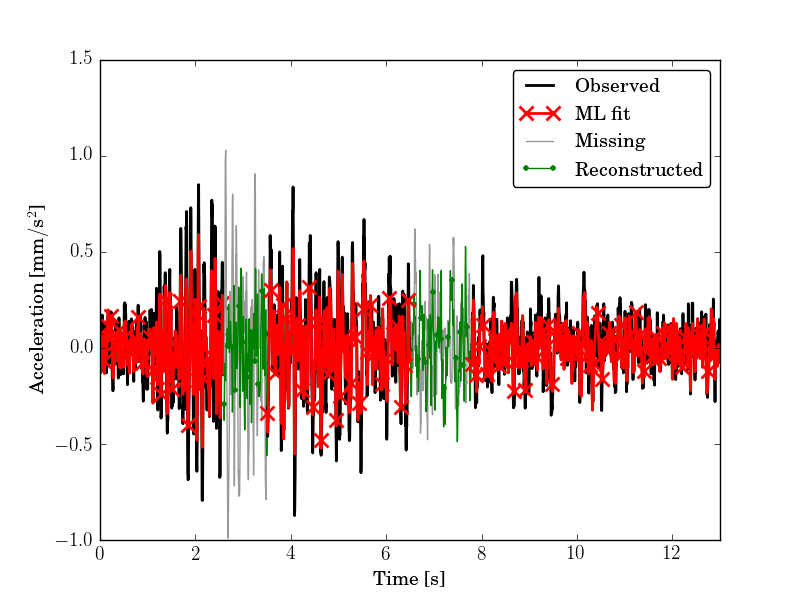 1.5
1.0
0.5
0.0
−0.5
−1.0
0
2
4
6
8
10
12
Acceleration [mm/s²]
Time [s]
Observed
ML fit
Missing
Reconstructed